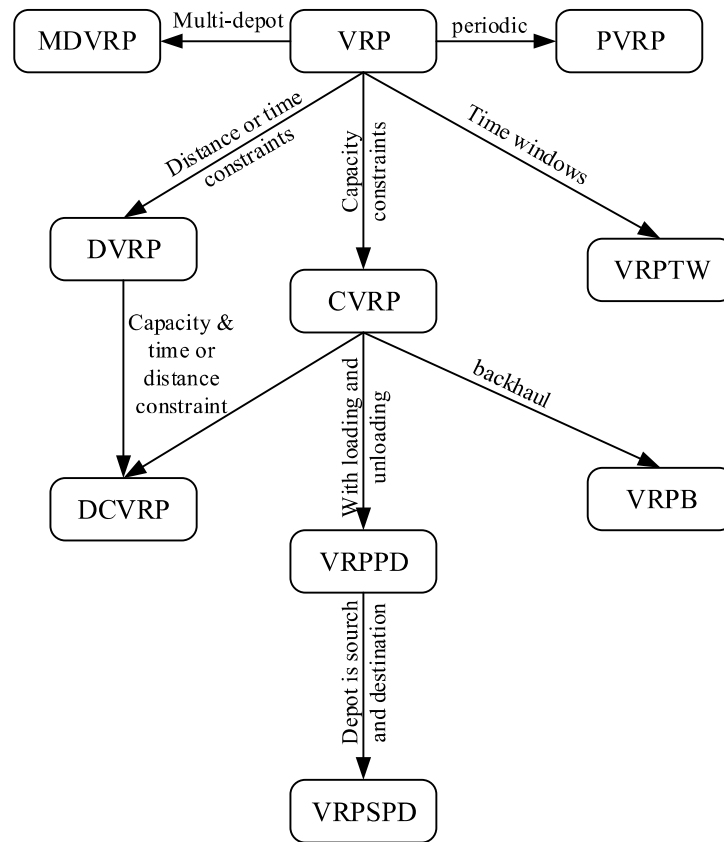 MDVRP
Multi-depot
VRP
periodic
PVRP
Distance or time
constraints
Capacity
constraints
Time windows
DVRP
CVRP
VRPTW
Capacity &
time or
distance
constraint
With loading and
unloading
backhaul
DCVRP
VRPPD
VRPB
Depot is sourch
and destination
VRPSPD